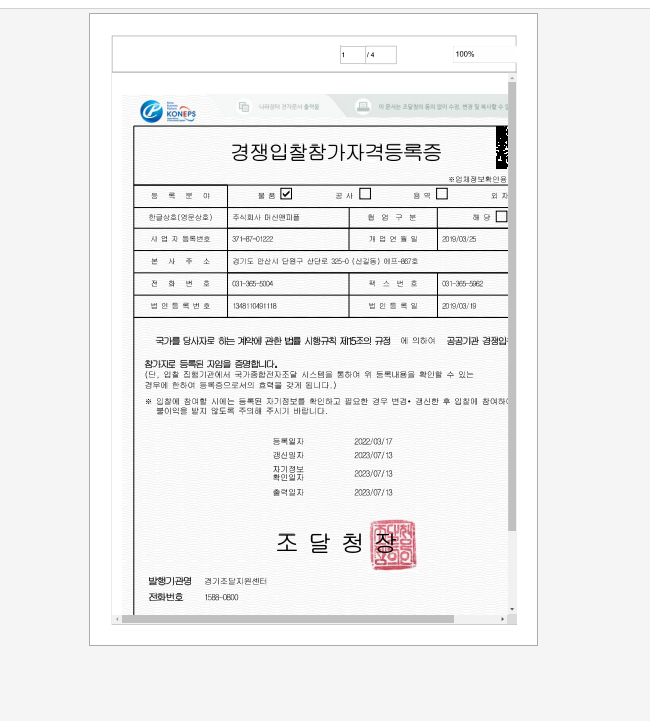 1 / 4 100%
KONEPS
나라장터 전자문서 출력물 이 문서는 조달청의 동의 없이 수정, 변경 및 복사할 수 없
경쟁입찰참가자격등록증
※업체정보확인용
등 록 분 야 물품 공사 용역 외자
한글상호(영문상호) 주식회사 머신앤피플 협 업 구 분 해당
사 업 자 등록번호 371-87-01222 개 업 연 월 일 2019/03/25
본 사 주 소 경기도 안산시 단원구 산단로 325-0 (신길동) 에프-867호
전 화 번 호 031-365-5004 팩 스 번 호 031-365-5962
법 인 등 록 번 호 1348110491118 법 인 등 록 일 2019/03/19
국가를 당사자로 하는 계약에 관한 법률 시행규칙 제15조의 규정 에 의하여 공공기관 경쟁입
참가자로 등록된 자임을 증명합니다.
(단, 입찰 집행기관에서 국가종합전자조달 시스템을 통하여 위 등록내용을 확인할 수 있는
경우에 한하여 등록증으로서의 효력을 갖게 됩니다.)
※ 입찰에 참여할 시에는 등록된 자기정보를 확인하고 필요한 경우 변경• 갱신한 후 입찰에 참여하
불이익을 받지 않도록 주의해 주시기 바랍니다.
등록일자 2022/03/17
갱신일자 2023/07/13
자기정보
확인일자 2023/07/13
출력일자 2023/07/13
조 달 청 장
발행기관명 경기조달지원센터
전화번호 1588-0800